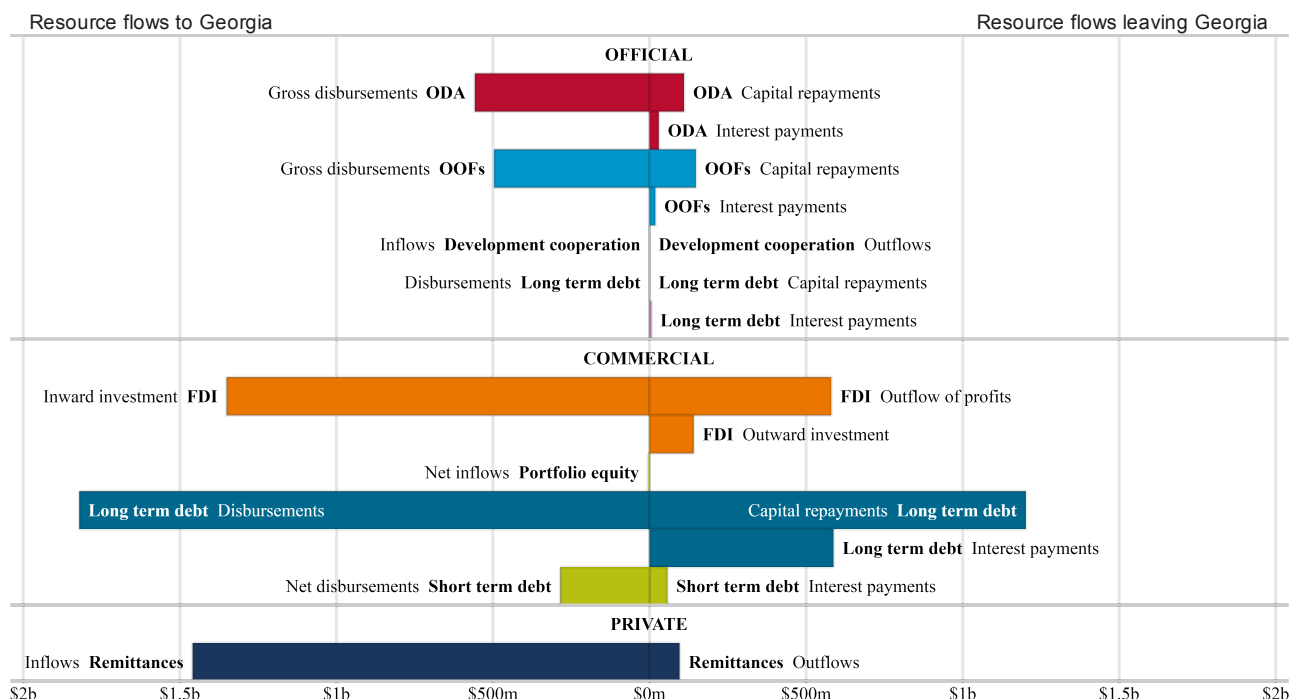 Resource flows to Georgia Resource flows leaving Georgia
OFFICIAL
Gross disbursements ODA ODA Capital repayments
ODA Interest payments
Gross disbursements OOFs OOFs Capital repayments
OOFs Interest payments
Inflows Development cooperation Development cooperation Outflows
Disbursements Long term debt Long term debt Capital repayments
Long term debt Interest payments
COMMERCIAL
Inward investment FDI FDI Outflow of profits
FDI Outward investment
Net inflows Portfolio equity
Long term debt Disbursements Capital repayments Long term debt
Long term debt Interest payments
Net disbursements Short term debt Short term debt Interest payments
PRIVATE
Inflows Remittances Remittances Outflows
$2b $1.5b $1b $500m $0m $500m $1b $1.5b $2b